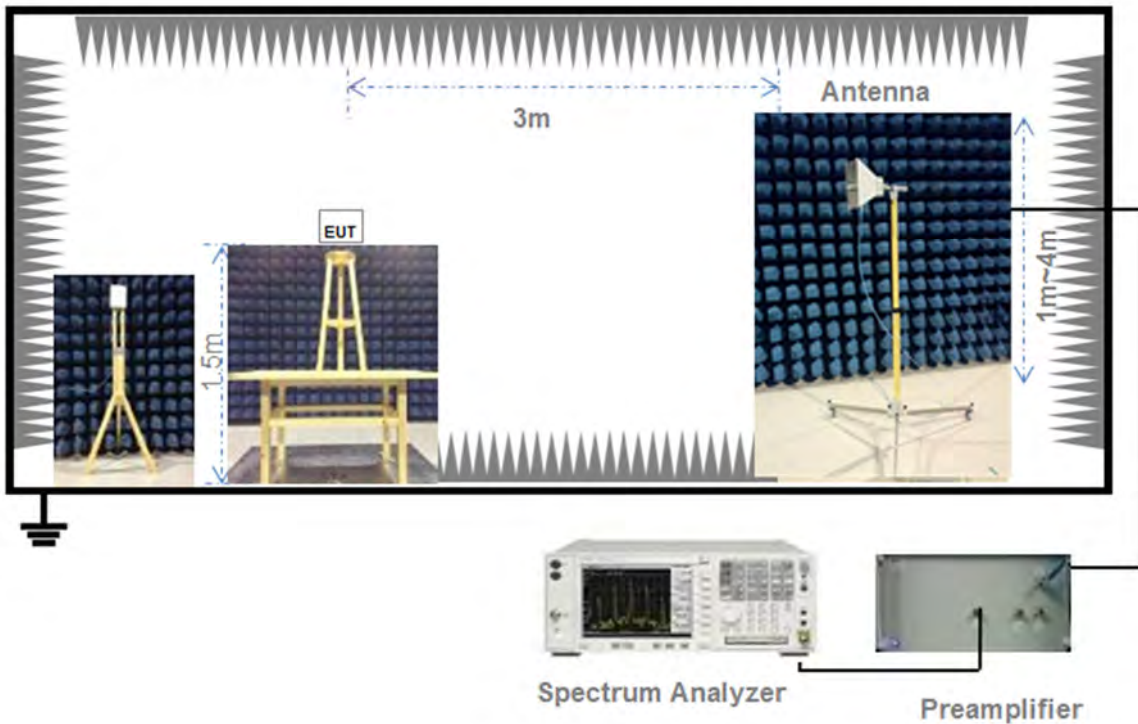 Antenna
3m
EUT
1.5m
1m~4m
Spectrum Analyzer
Preamplifier